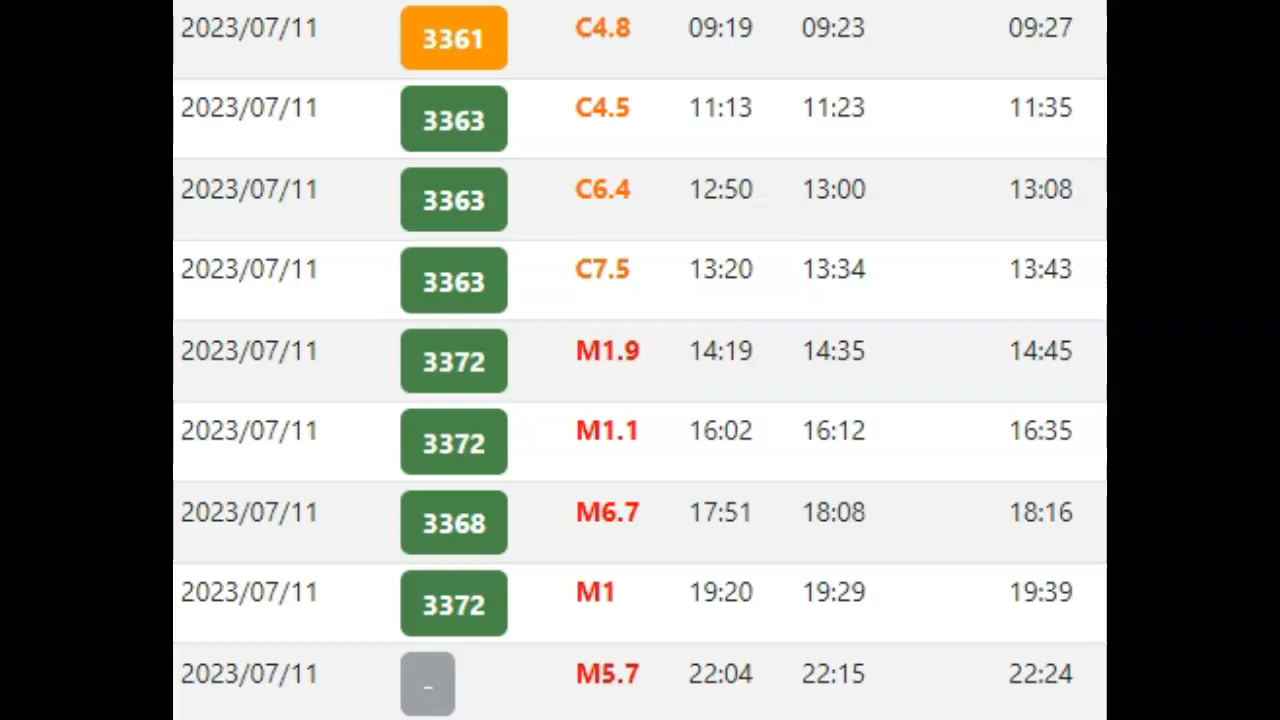 2023/07/11 3361 C4.8 09:19 09:23 09:27
2023/07/11 3363 C4.5 11:13 11:23 11:35
2023/07/11 3363 C6.4 12:50 13:00 13:08
2023/07/11 3363 C7.5 13:20 13:34 13:43
2023/07/11 3372 M1.9 14:19 14:35 14:45
2023/07/11 3372 M1.1 16:02 16:12 16:35
2023/07/11 3368 M6.7 17:51 18:08 18:16
2023/07/11 3372 M1 19:20 19:29 19:39
2023/07/11 - M5.7 22:04 22:15 22:24